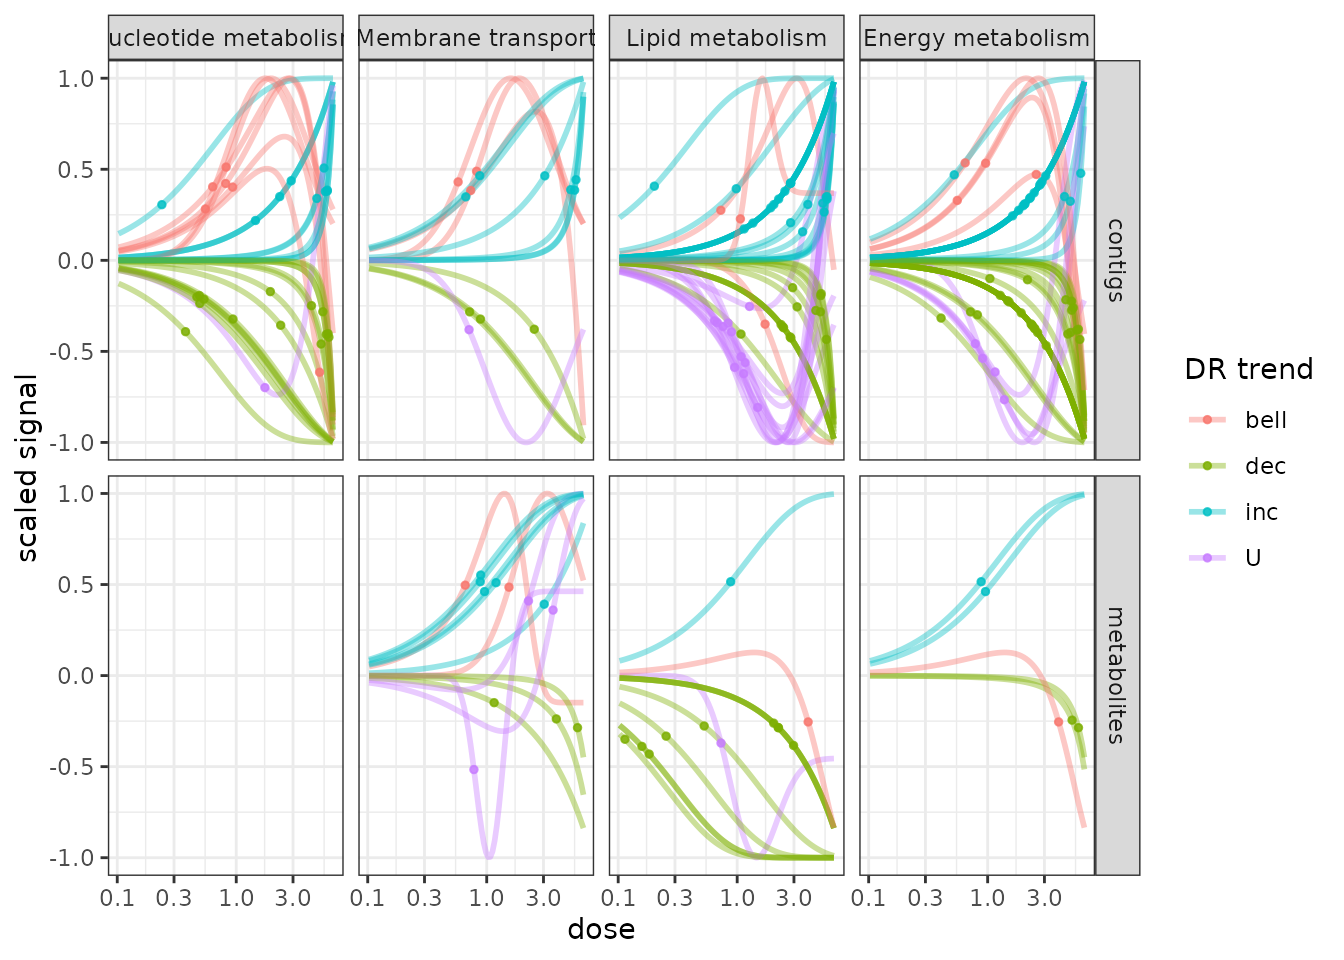 ucleotide metabolisr Membrane transport Lipid metabolism Energy metabolism
1.0
0.5
0.0
-0.5
-1.0
contigs
1.0
0.5
0.0
-0.5
-1.0
metabolites
scaled signal
0.1 0.3 1.0 3.0 0.1 0.3 1.0 3.0 0.1 0.3 1.0 3.0 0.1 0.3 1.0 3.0
dose
DR trend
bell
dec
inc
U